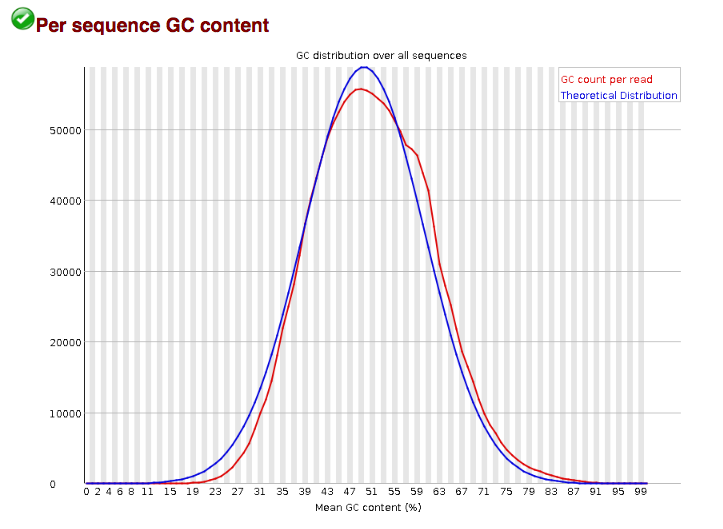 Per sequence GC content
GC distribution over all sequences
GC count per read
Theoretical Distribution
50000
40000
30000
20000
10000
0
0 2 4 6 8 11 15 19 23 27 31 35 39 43 47 51 55 59 63 67 71 75 79 83 87 91 95 99
Mean GC content (%)